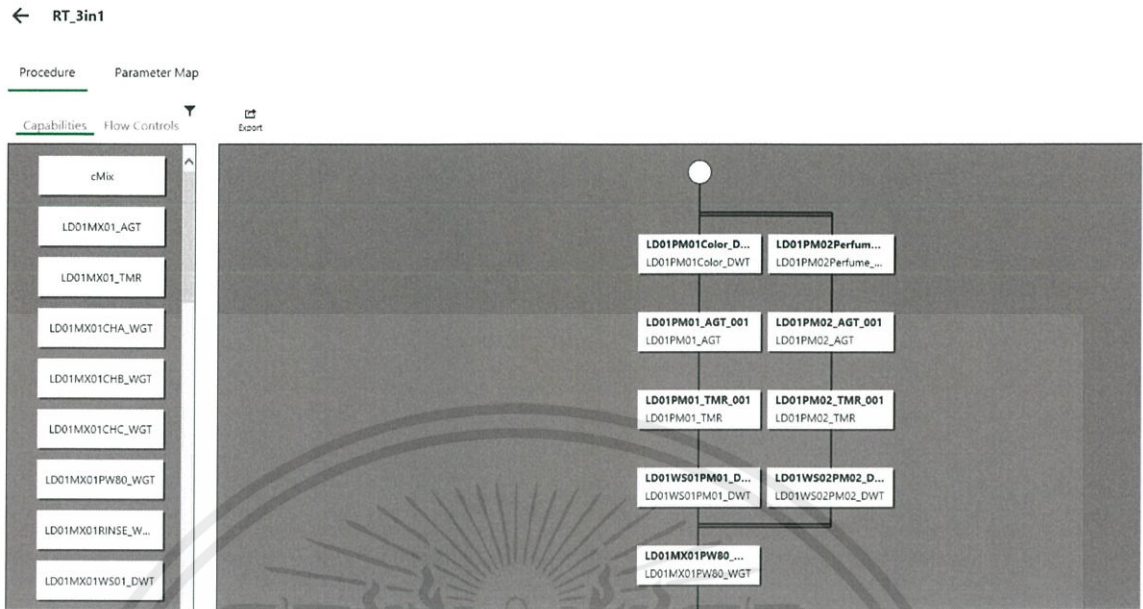 RT_3in1
Procedure Parameter Map
Capabilities Flow Controls
Export
cMix
LD01MX01_AGT
LD01MX01_TMR
LD01MX01CHA_WGT
LD01MX01CHB_WGT
LD01MX01CHC_WGT
LD01MX01PW80_WGT
LD01MX01RINSE_W...
LD01MX01WS01_DWT
LD01PM01Color_D... LD01PM02Perfum...
LD01PM01Color_DWT LD01PM02Perfume_...
LD01PM01_AGT_001 LD01PM02_AGT_001
LD01PM01_AGT LD01PM02_AGT
LD01PM01_TMR_001 LD01PM02_TMR_001
LD01PM01_TMR LD01PM02_TMR
LD01WS01PM01_D... LD01WS02PM02_D...
LD01WS01PM01_DWT LD01WS02PM02_DWT
LD01MX01PW80_...
LD01MX01PW80_WGT